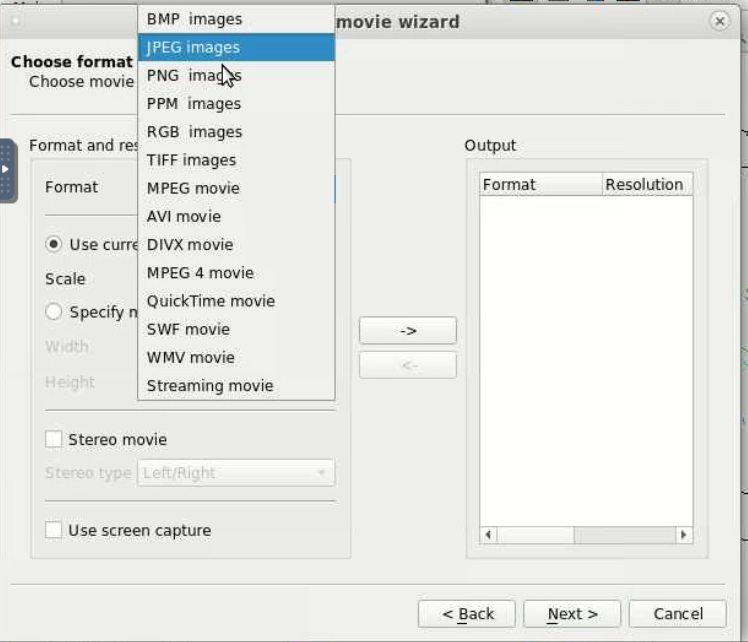 movie wizard
Choose format
Choose movie
Format and res
Output
BMP images
JPEG images
PNG images
PPM images
RGB images
TIFF images
MPEG movie
AVI movie
DIVX movie
MPEG 4 movie
QuickTime movie
SWF movie
WMV movie
Streaming movie
Format
Use curre
Scale
Specify n
Width
Height
Stereo movie
Stereo type Left/Right
Use screen capture
->
<-
Format Resolution
< Back Next > Cancel